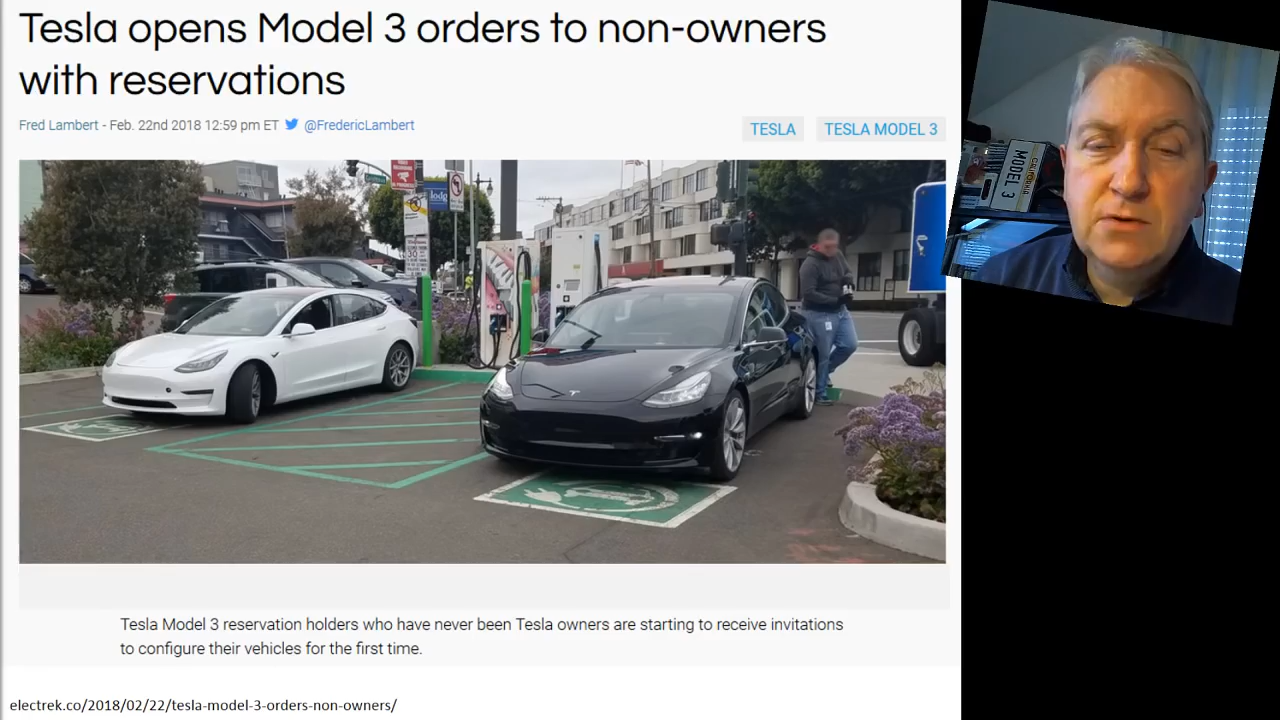 Tesla opens Model 3 orders to non-owners
with reservations
Fred Lambert - Feb. 22nd 2018 12:59 pm ET @FredericLambert
TESLA
TESLA MODEL 3
CALIFORNIA
MODEL 3
lodge
30
Tesla Model 3 reservation holders who have never been Tesla owners are starting to receive invitations
to configure their vehicles for the first time.
electrek.co/2018/02/22/tesla-model-3-orders-non-owners/